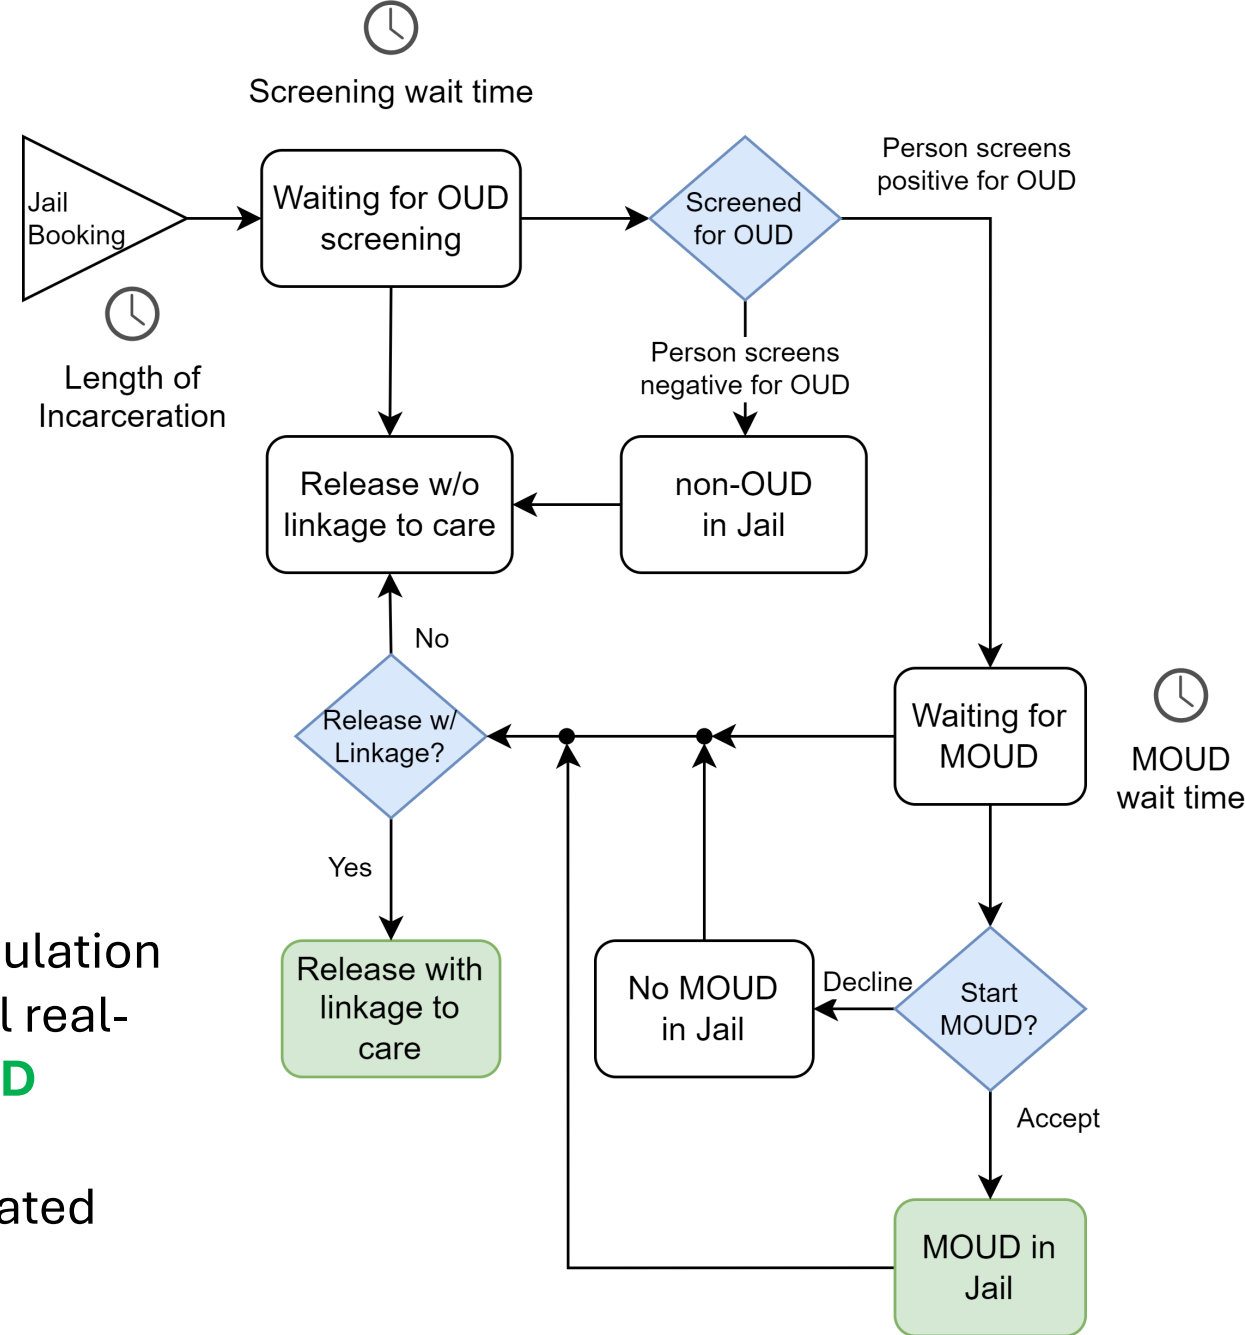 Screening wait time
Jail
Booking
Waiting for OUD
screening
Screened
for OUD
Person screens
positive for OUD
Length of
Incarceration
Person screens
negative for OUD
Release w/o
linkage to care
non-OUD
in Jail
No
Release w/
Linkage?
Waiting for
MOUD
MOUD
wait time
Yes
Release with
linkage to
care
No MOUD
in Jail
Decline
Start
MOUD?
Accept
MOUD in
Jail
ulation
l real-
D
ated